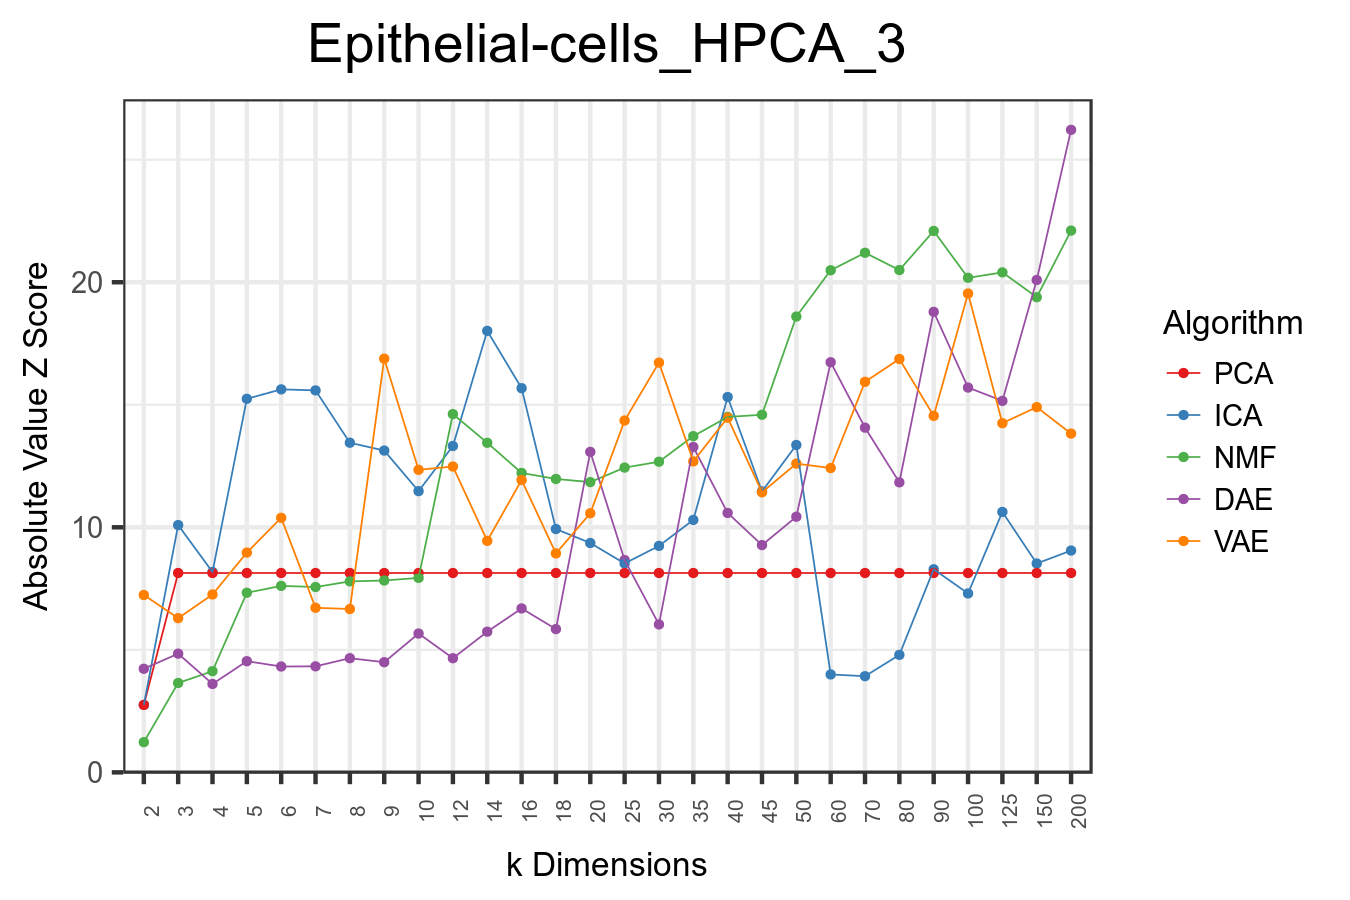 Epithelial-cells_HPCA_3
Absolute Value Z Score
20
10
0
2 3 4 5 6 7 8 9 10 12 14 16 18 20 25 30 35 40 45 50 60 70 80 90 100 125 150 200
k Dimensions
Algorithm
PCA
ICA
NMF
DAE
VAE